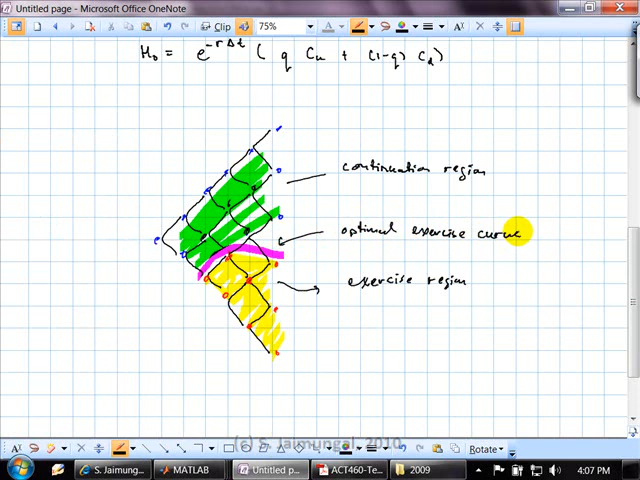 Untitled page - Microsoft Office OneNote
75%
H₀ = e^-rΔt ( q Cu + (1-q) Cd )
continuation region
optimal exercise curve
exercise region
(c) S. Jaimungal, 2010
Rotate
S. Jaimung...
MATLAB
Untitled p...
ACT460-Te...
2009
4:07 PM